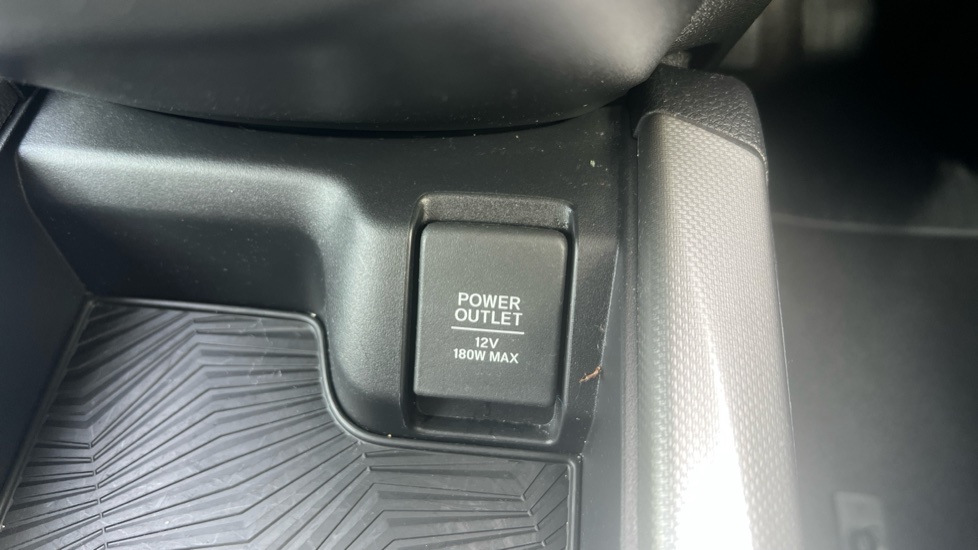 POWER
OUTLET
12V
180W MAX